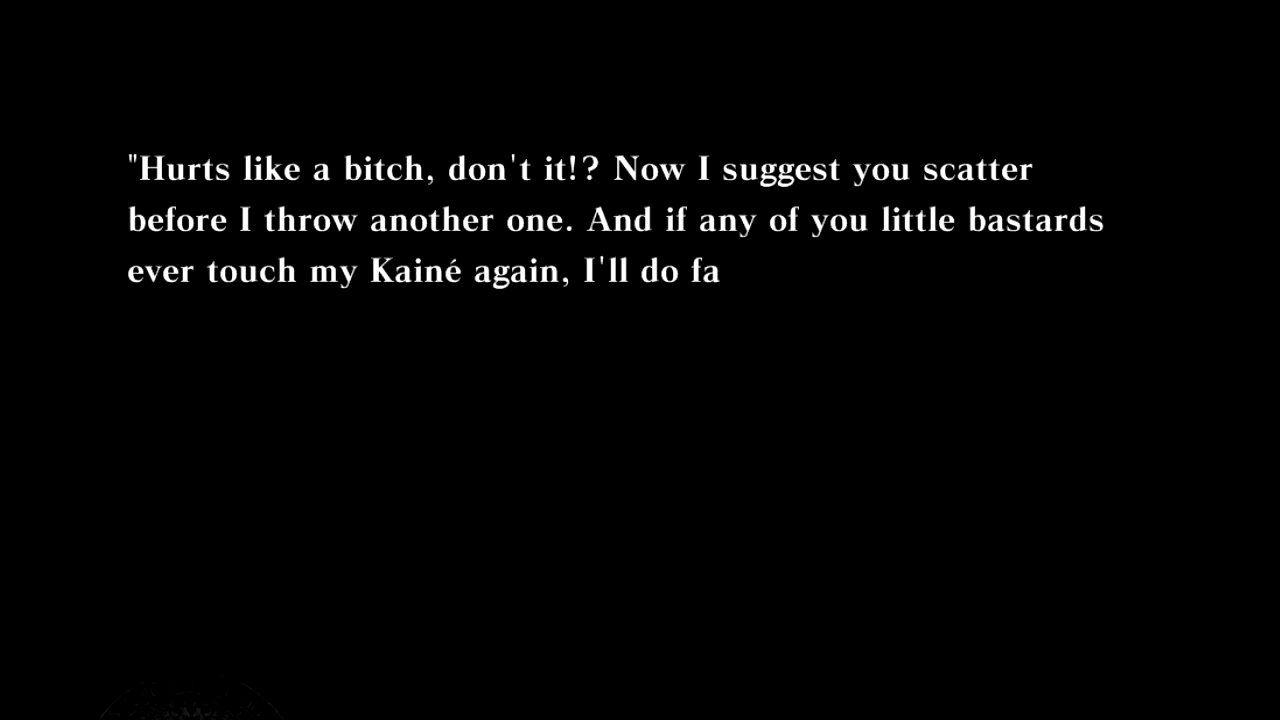 "Hurts like a bitch, don't it!? Now I suggest you scatter
before I throw another one. And if any of you little bastards
ever touch my Kainé again, I'll do fa